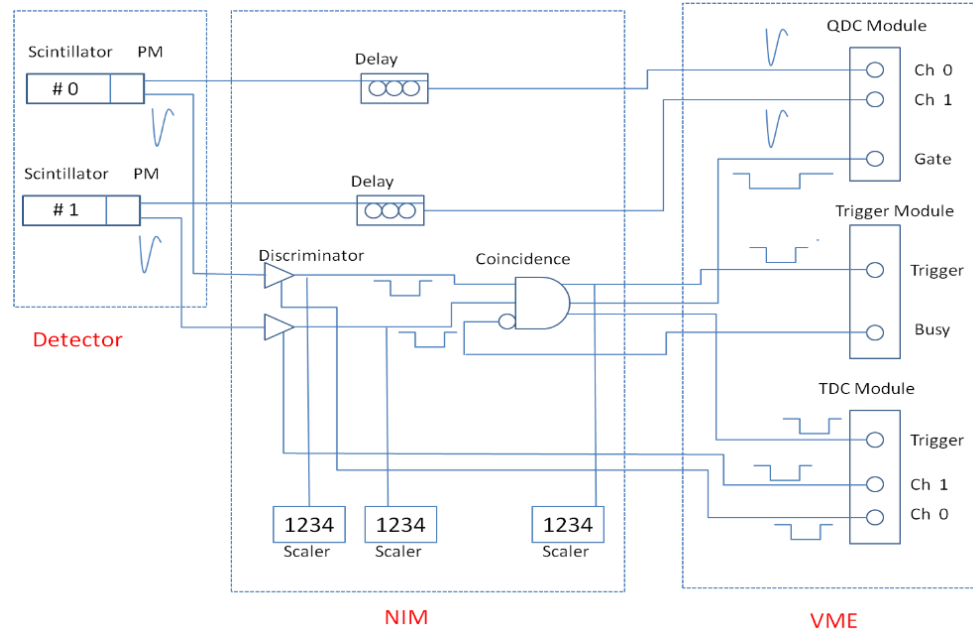 QDC Module
Scintillator PM
Delay
# 0
Ch 0
Ch 1
Scintillator PM
Delay
Gate
# 1
Trigger Module
Discriminator
Coincidence
Trigger
Detector
Busy
TDC Module
Trigger
Ch 1
Ch 0
1234
1234
1234
Scaler
Scaler
Scaler
NIM
VME